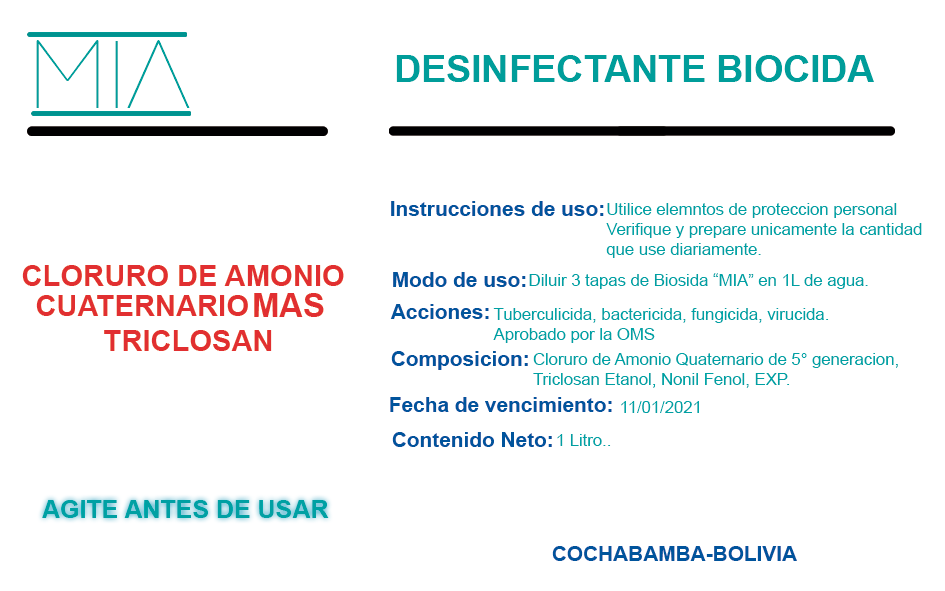 MIA
DESINFECTANTE BIOCIDA
CLORURO DE AMONIO
CUATERNARIO MAS
TRICLOSAN
AGITE ANTES DE USAR
Instrucciones de uso: Utilice elemntos de proteccion personal
Verifique y prepare unicamente la cantidad
que use diariamente.
Modo de uso: Diluir 3 tapas de Biosida “MIA” en 1L de agua.
Acciones: Tuberculicida, bactericida, fungicida, virucida.
Aprobado por la OMS
Composicion: Cloruro de Amonio Quaternario de 5° generacion,
Triclosan Etanol, Nonil Fenol, EXP.
Fecha de vencimiento: 11/01/2021
Contenido Neto: 1 Litro..
COCHABAMBA-BOLIVIA